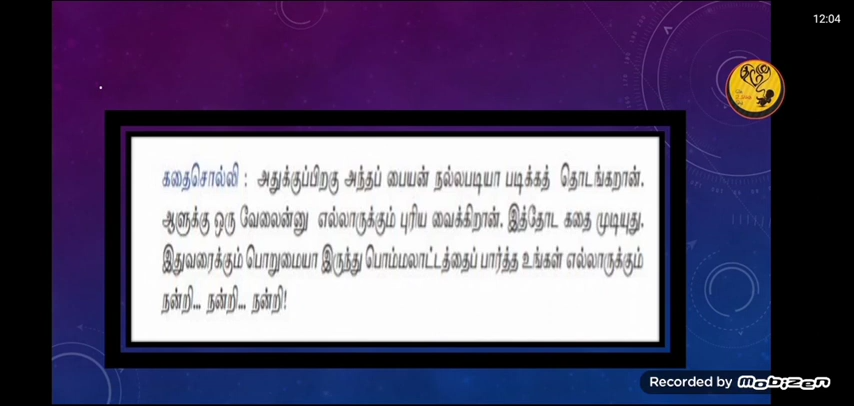 12:04
கதைசொல்லி : அதுக்குப்பிறகு அந்தப் பையன் நல்லபடியா படிக்கத் தொடங்கறான்.
ஆளுக்கு ஒரு வேலைன்னு எல்லாருக்கும் புரிய வைக்கிறான். இத்தோட கதை முடியுது.
இதுவரைக்கும் பொறுமையா இருந்து பொம்மலாட்டத்தைப் பார்த்த உங்கள் எல்லாருக்கும்
நன்றி... நன்றி... நன்றி!
Recorded by mobizen